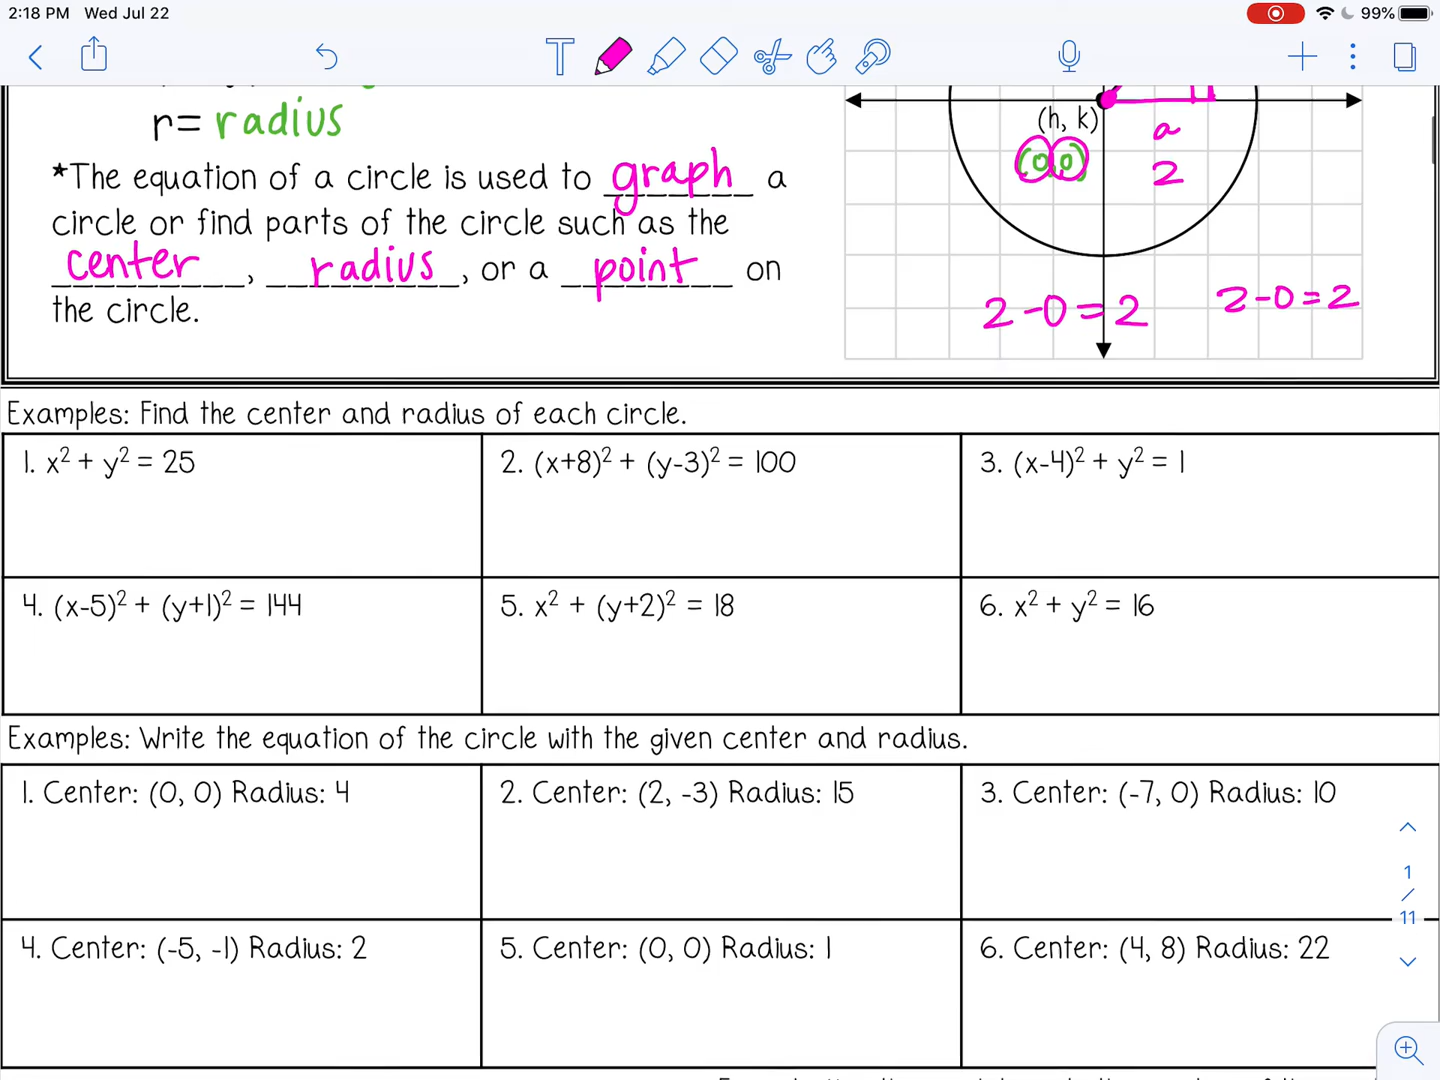 2:18 PM Wed Jul 22 99%
T
r= radius
(h, k)
a
(0,0)
2
*The equation of a circle is used to graph a
circle or find parts of the circle such as the
center, radius, or a point on
the circle.
2-0=2 2-0=2
Examples: Find the center and radius of each circle.
1. x² + y² = 25
2. (x+8)² + (y-3)² = 100
3. (x-4)² + y² = 1
4. (x-5)² + (y+1)² = 144
5. x² + (y+2)² = 18
6. x² + y² = 16
Examples: Write the equation of the circle with the given center and radius.
1. Center: (0, 0) Radius: 4
2. Center: (2, -3) Radius: 15
3. Center: (-7, 0) Radius: 10
4. Center: (-5, -1) Radius: 2
5. Center: (0, 0) Radius: 1
6. Center: (4, 8) Radius: 22
1
/
11